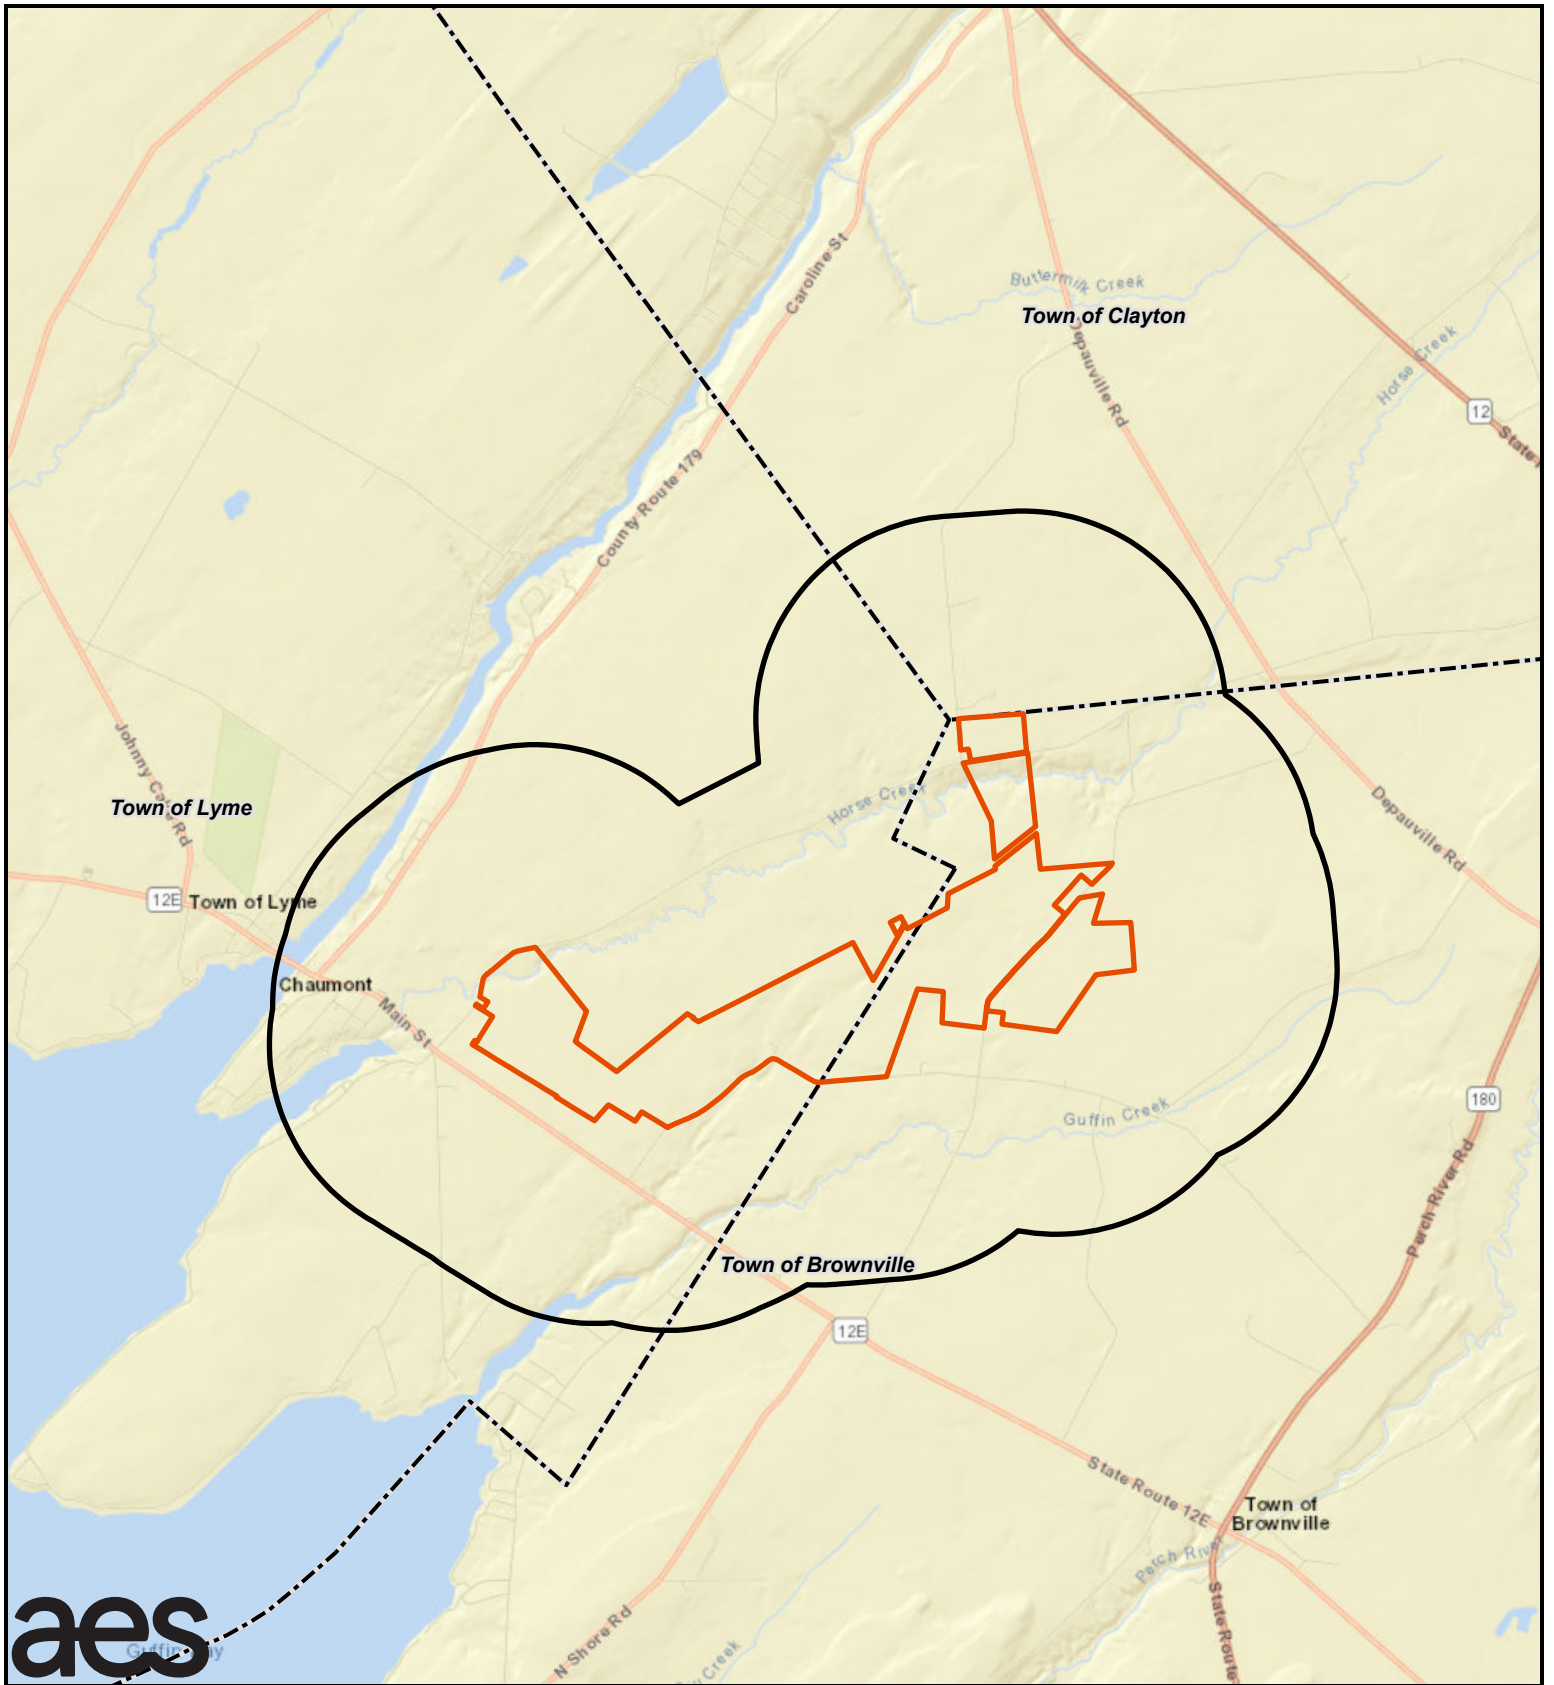 Caroline St
Buttermilk Creek
Town of Clayton
Depauville Rd
Horse Creek
12
County Route 179
Johnny Cake Rd
Town of Lyme
Horse Creek
Depauville Rd
12E
Town of Lyme
Chaumont
Main St
Guffin Creek
180
Perch River Rd
Town of Brownville
12E
State Route 12E
Town of
Brownville
Perch River
State Route
N Shore Rd
Creek
aes